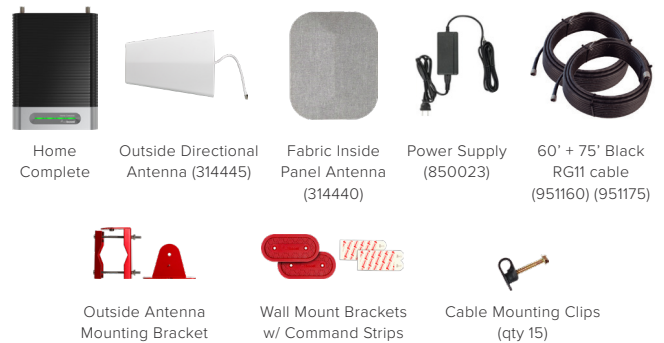 Home
Complete
Outside Directional
Antenna (314445)
Fabric Inside
Panel Antenna
(314440)
Power Supply
(850023)
60’ + 75’ Black
RG11 cable
(951160) (951175)
Outside Antenna
Mounting Bracket
Wall Mount Brackets
w/ Command Strips
Cable Mounting Clips
(qty 15)